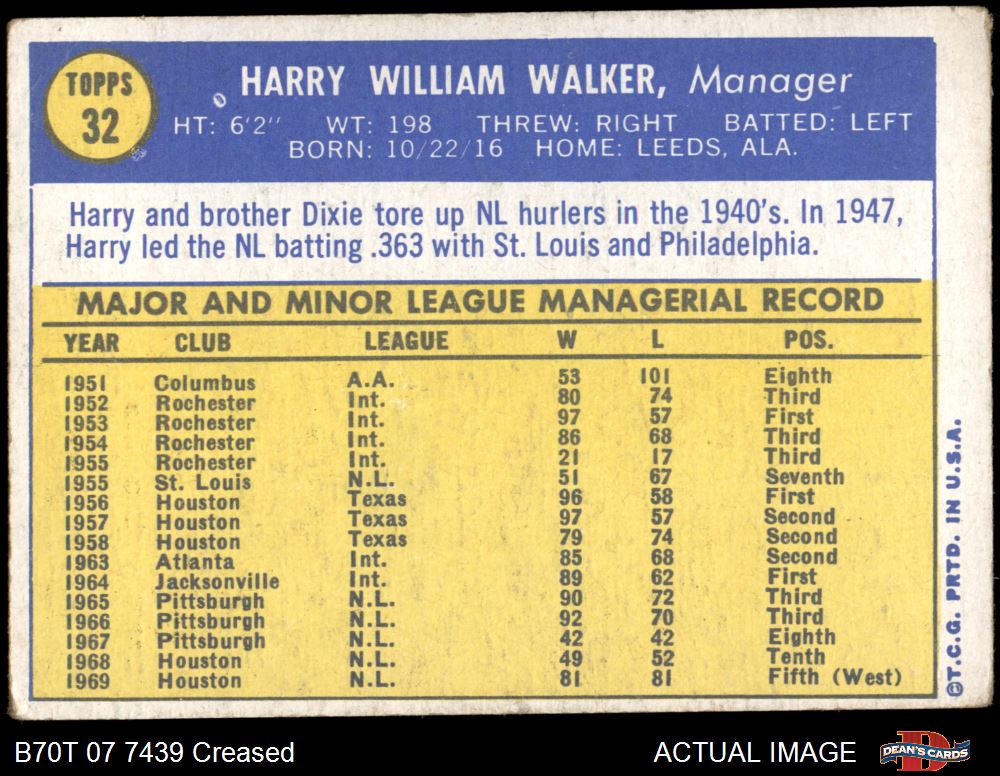 TOPPS
32
HARRY WILLIAM WALKER, Manager
HT: 6'2" WT: 198 THREW: RIGHT BATTED: LEFT
BORN: 10/22/16 HOME: LEEDS, ALA.
Harry and brother Dixie tore up NL hurlers in the 1940's. In 1947,
Harry led the NL batting .363 with St. Louis and Philadelphia.
MAJOR AND MINOR LEAGUE MANAGERIAL RECORD
YEAR CLUB LEAGUE W L POS.
1951 Columbus A.A. 53 101 Eighth
1952 Rochester Int. 80 74 Third
1953 Rochester Int. 97 57 First
1954 Rochester Int. 86 68 Third
1955 Rochester Int. 21 17 Third
1955 St. Louis N.L. 51 67 Seventh
1956 Houston Texas 96 58 First
1957 Houston Texas 97 57 Second
1958 Houston Texas 79 74 Second
1963 Atlanta Int. 85 68 Second
1964 Jacksonville Int. 89 62 First
1965 Pittsburgh N.L. 90 72 Third
1966 Pittsburgh N.L. 92 70 Third
1967 Pittsburgh N.L. 42 42 Eighth
1968 Houston N.L. 49 52 Tenth
1969 Houston N.L. 81 81 Fifth (West)
©T.C.G. PRTD. IN U.S.A.
B70T 07 7439 Creased
ACTUAL IMAGE
DEAN'S CARDS